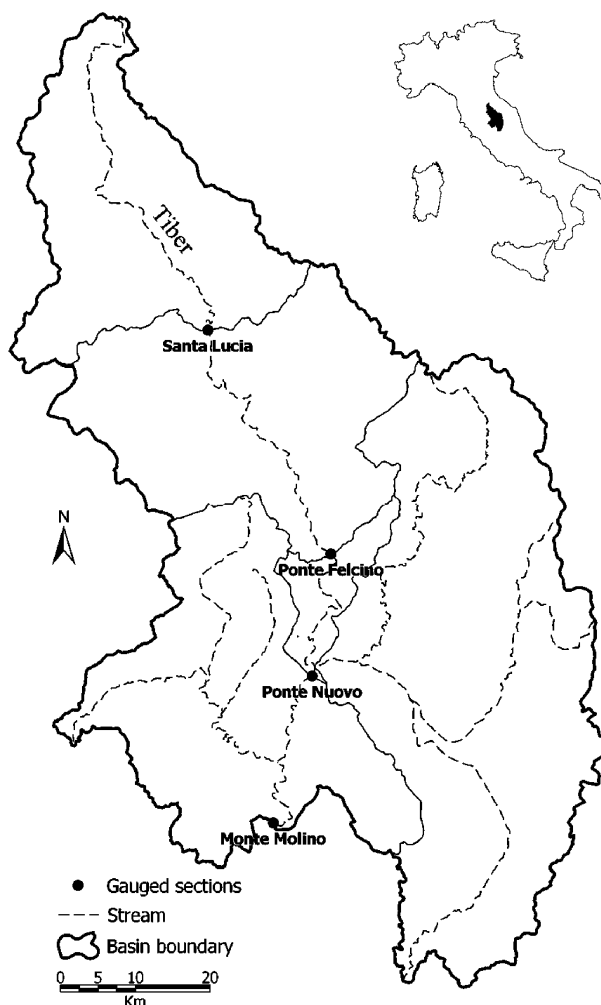 Tiber
Santa Lucia
N
Ponte Felcino
Ponte Nuovo
Monte Molino
Gauged sections
Stream
Basin boundary
0 5 10 20
Km